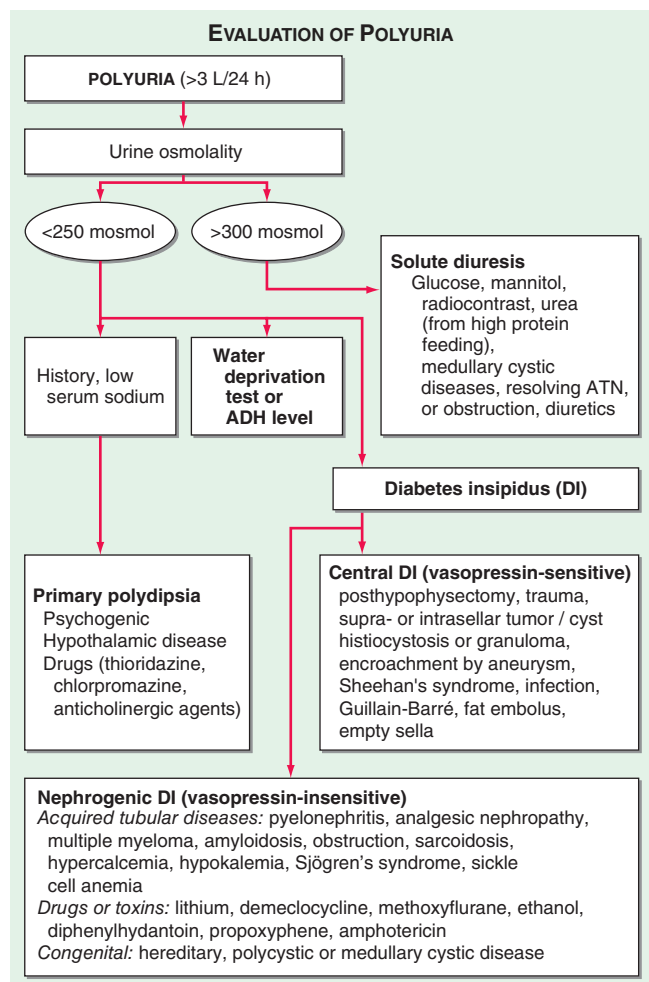 EVALUATION OF POLYURIA
POLYURIA (>3 L/24 h)
Urine osmolality
<250 mosmol
>300 mosmol
Solute diuresis
Glucose, mannitol,
radiocontrast, urea
(from high protein
feeding),
medullary cystic
diseases, resolving ATN,
or obstruction, diuretics
History, low
serum sodium
Water
deprivation
test or
ADH level
Diabetes insipidus (DI)
Primary polydipsia
Psychogenic
Hypothalamic disease
Drugs (thioridazine,
chlorpromazine,
anticholinergic agents)
Central DI (vasopressin-sensitive)
posthypophysectomy, trauma,
supra- or intrasellar tumor / cyst
histiocystosis or granuloma,
encroachment by aneurysm,
Sheehan's syndrome, infection,
Guillain-Barré, fat embolus,
empty sella
Nephrogenic DI (vasopressin-insensitive)
Acquired tubular diseases: pyelonephritis, analgesic nephropathy,
multiple myeloma, amyloidosis, obstruction, sarcoidosis,
hypercalcemia, hypokalemia, Sjögren’s syndrome, sickle
cell anemia
Drugs or toxins: lithium, demeclocycline, methoxyflurane, ethanol,
diphenylhydantoin, propoxyphene, amphotericin
Congenital: hereditary, polycystic or medullary cystic disease